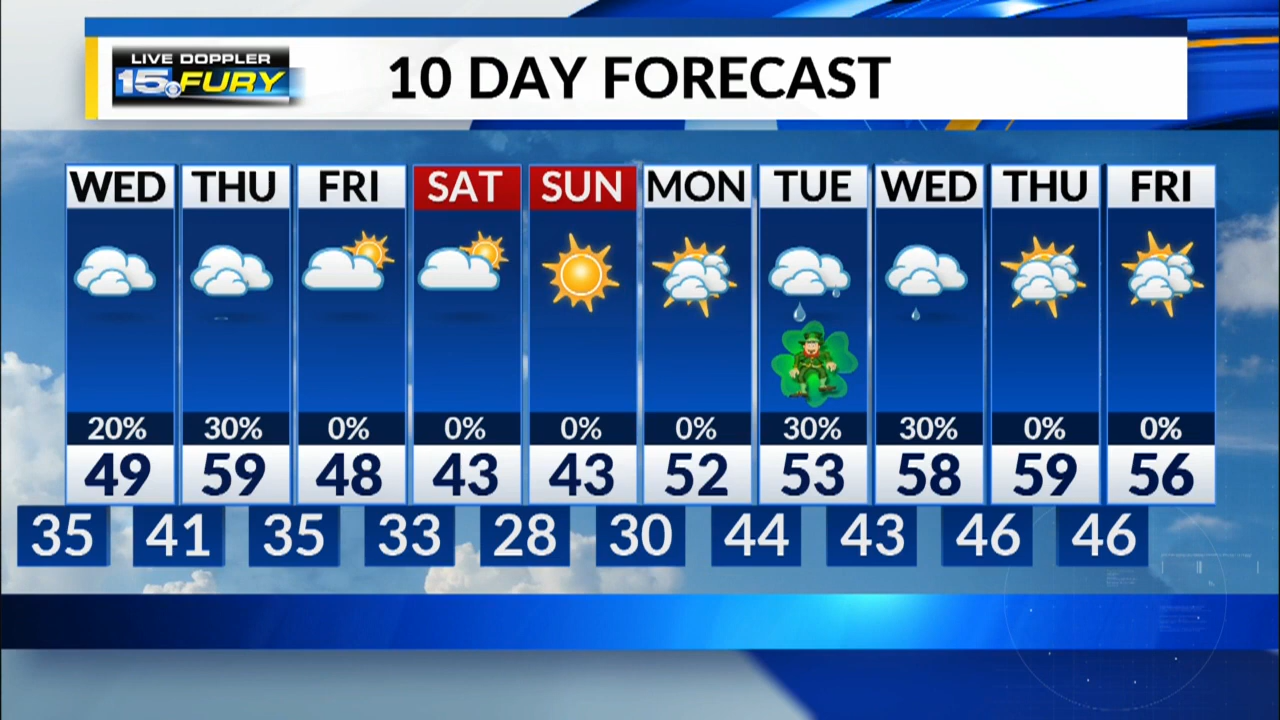 LIVE DOPPLER
15 FURY
10 DAY FORECAST
WED THU FRI SAT SUN MON TUE WED THU FRI
20% 30% 0% 0% 0% 0% 30% 30% 0% 0%
49 59 48 43 43 52 53 58 59 56
35 41 35 33 28 30 44 43 46 46